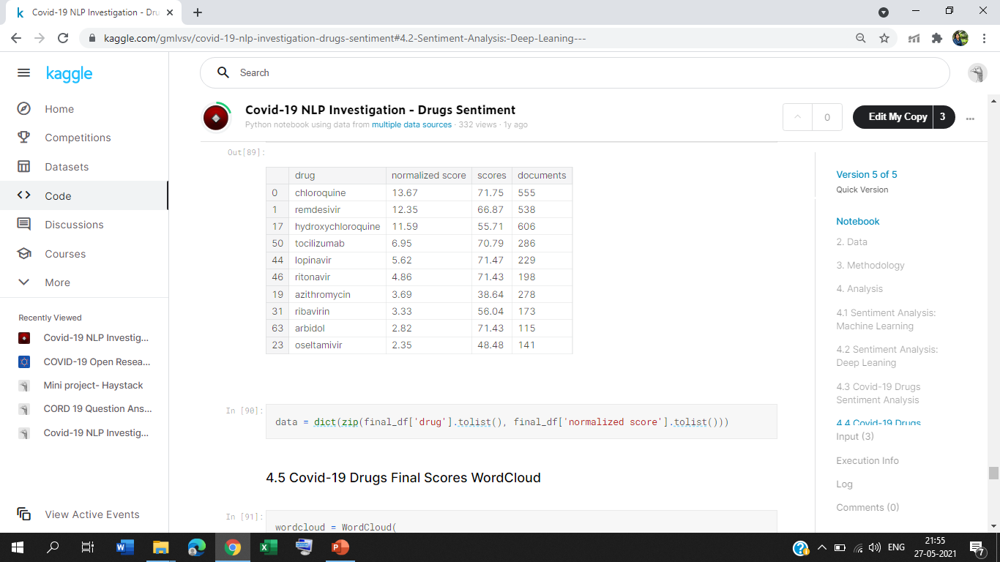 Covid-19 NLP Investigation - Dru
kaggle.com/gmlvsv/covid-19-nlp-investigation-drugs-sentiment#4.2-Sentiment-Analysis:-Deep-Leaning---
kaggle
Search
Home
Competitions
Datasets
Code
Discussions
Courses
More
Recently Viewed
Covid-19 NLP Investig...
COVID-19 Open Resea...
Mini project- Haystack
CORD 19 Question Ans...
Covid-19 NLP Investig...
View Active Events
Covid-19 NLP Investigation - Drugs Sentiment
Python notebook using data from multiple data sources · 332 views · 1y ago
0
Edit My Copy 3
Out[89]:
drug normalized score scores documents
0 chloroquine 13.67 71.75 555
1 remdesivir 12.35 66.87 538
17 hydroxychloroquine 11.59 55.71 606
50 tocilizumab 6.95 70.79 286
44 lopinavir 5.62 71.47 229
46 ritonavir 4.86 71.43 198
19 azithromycin 3.69 38.64 278
31 ribavirin 3.33 56.04 173
63 arbidol 2.82 71.43 115
23 oseltamivir 2.35 48.48 141
In [90]:
data = dict(zip(final_df['drug'].tolist(), final_df['normalized score'].tolist()))
4.5 Covid-19 Drugs Final Scores WordCloud
In [91]:
wordcloud = WordCloud(
Version 5 of 5
Quick Version
Notebook
2. Data
3. Methodology
4. Analysis
4.1 Sentiment Analysis:
Machine Learning
4.2 Sentiment Analysis:
Deep Leaning
4.3 Covid-19 Drugs
Sentiment Analysis
4.4 Covid-19 Drugs
Input (3)
Execution Info
Log
Comments (0)
ENG
21:55
27-05-2021
7